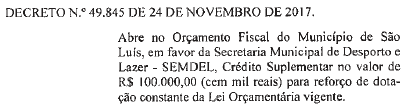 DECRETO N.º 49.845 DE 24 DE NOVEMBRO DE 2017.
Abre no Orçamento Fiscal do Município de São
Luís, em favor da Secretaria Municipal de Desporto e
Lazer - SEMDEL, Crédito Suplementar no valor de
R$ 100.000,00 (cem mil reais) para reforço de dota-
ção constante da Lei Orçamentária vigente.